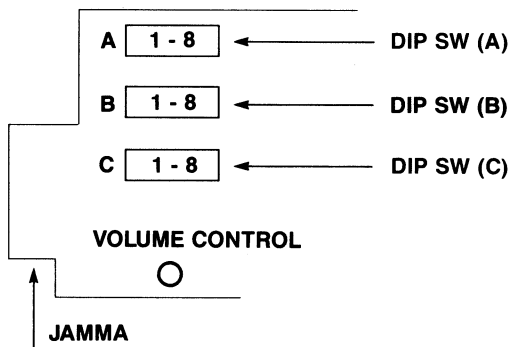 A 1 - 8 DIP SW (A)
B 1 - 8 DIP SW (B)
C 1 - 8 DIP SW (C)
VOLUME CONTROL
JAMMA